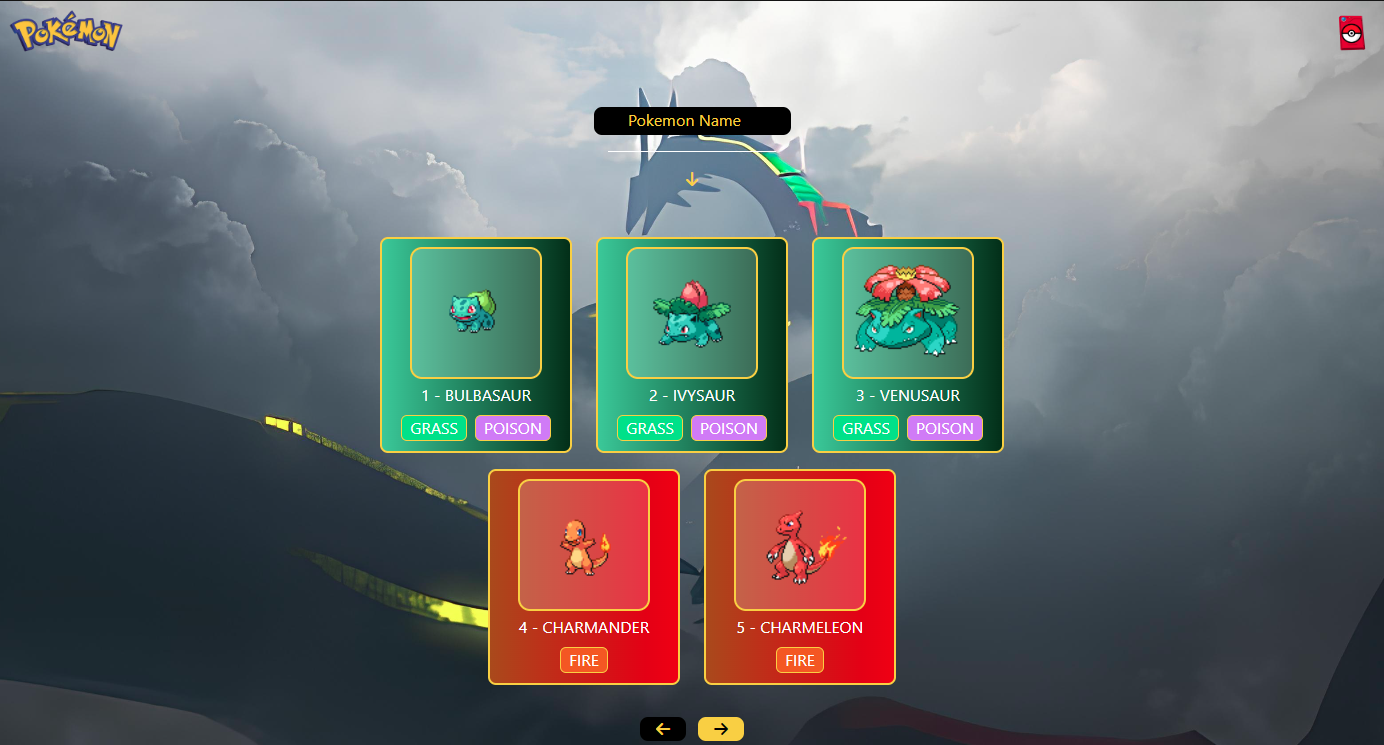 POKéMON
Pokemon Name
1 - BULBASAUR
GRASS POISON
2 - IVYSAUR
GRASS POISON
3 - VENUSAUR
GRASS POISON
4 - CHARMANDER
FIRE
5 - CHARMELEON
FIRE